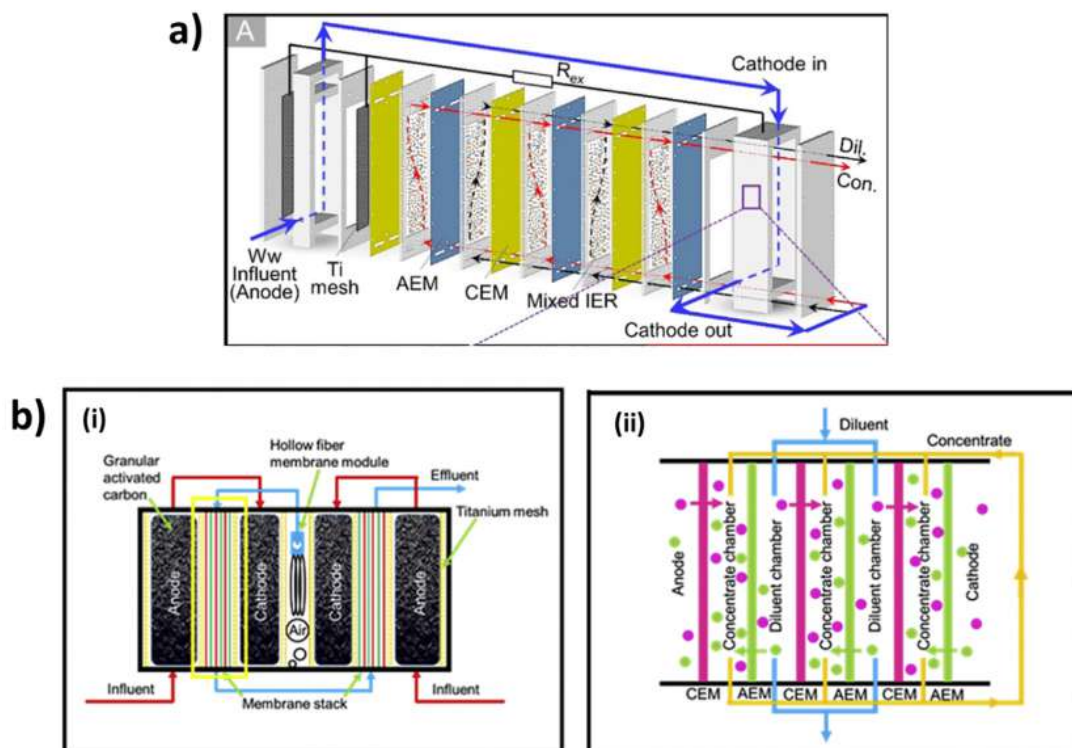 a)
A
R_ex
Cathode in
Dil.
Con.
Ww
Influent
(Anode)
Ti
mesh
AEM
CEM
Mixed IER
Cathode out
b)
(i)
Granular
activated
carbon
Hollow fiber
membrane module
Effluent
Titanium mesh
Anode
Cathode
Air
Cathode
Anode
Influent
Membrane stack
Influent
(ii)
Diluent
Concentrate
Anode
Concentrate chamber
Diluent chamber
Concentrate chamber
Diluent chamber
Concentrate chamber
Cathode
CEM
AEM
CEM
AEM
CEM
AEM